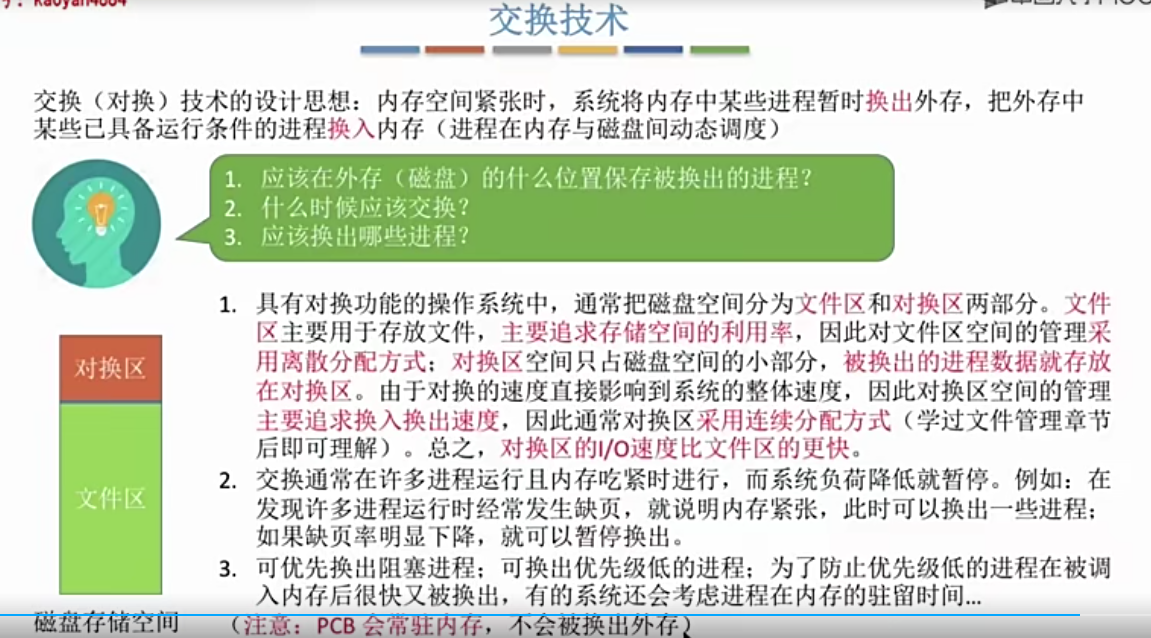 kaoyan4004
交换技术
交换（对换）技术的设计思想：内存空间紧张时，系统将内存中某些进程暂时换出外存，把外存中
某些已具备运行条件的进程换入内存（进程在内存与磁盘间动态调度）
1. 应该在外存（磁盘）的什么位置保存被换出的进程？
2. 什么时候应该交换？
3. 应该换出哪些进程？
1. 具有对换功能的操作系统中，通常把磁盘空间分为文件区和对换区两部分。文件
区主要用于存放文件，主要追求存储空间的利用率，因此对文件区空间的管理采
用离散分配方式；对换区空间只占磁盘空间的小部分，被换出的进程数据就存放
在对换区。由于对换的速度直接影响到系统的整体速度，因此对换区空间的管理
主要追求换入换出速度，因此通常对换区采用连续分配方式（学过文件管理章节
后即可理解）。总之，对换区的I/O速度比文件区的更快。
2. 交换通常在许多进程运行且内存吃紧时进行，而系统负荷降低就暂停。例如：在
发现许多进程运行时经常发生缺页，就说明内存紧张，此时可以换出一些进程；
如果缺页率明显下降，就可以暂停换出。
3. 可优先换出阻塞进程；可换出优先级低的进程；为了防止优先级低的进程在被调
入内存后很快又被换出，有的系统还会考虑进程在内存的驻留时间…
（注意：PCB 会常驻内存，不会被换出外存）
对换区
文件区
磁盘存储空间